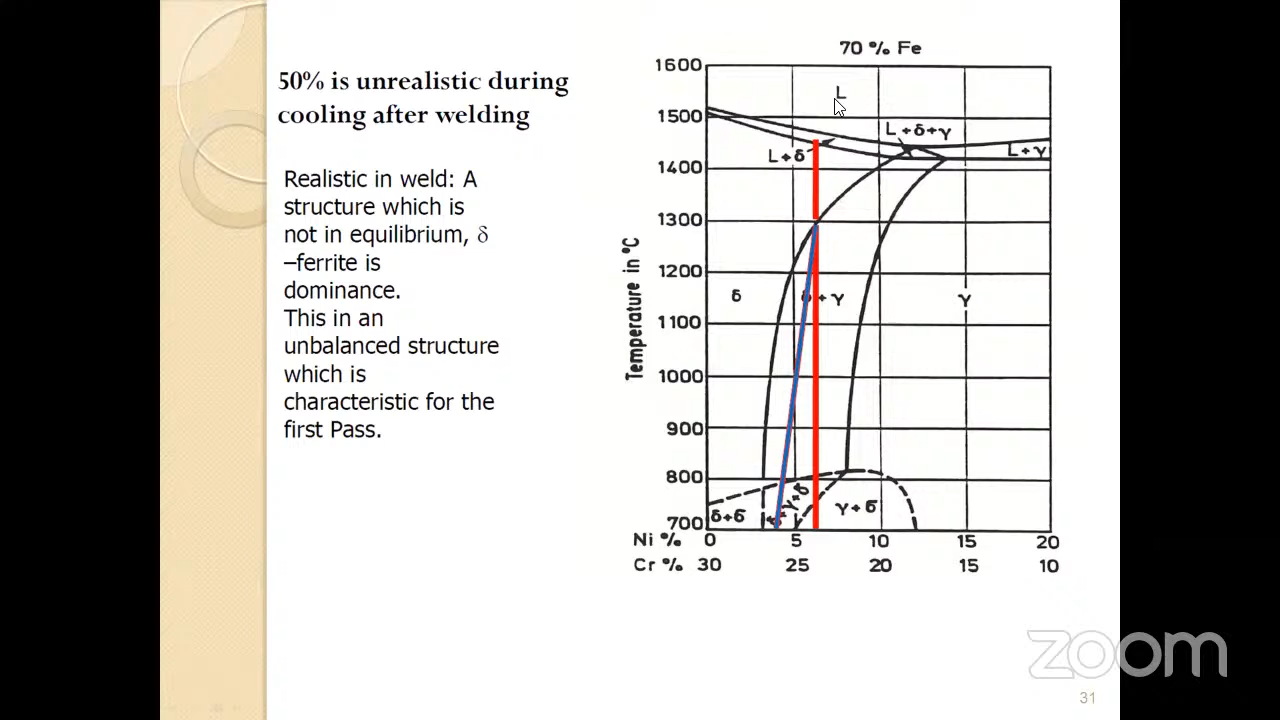 50% is unrealistic during
cooling after welding
Realistic in weld: A
structure which is
not in equilibrium, δ
–ferrite is
dominance.
This in an
unbalanced structure
which is
characteristic for the
first Pass.
70 % Fe
1600
1500
1400
1300
1200
1100
1000
900
800
700
Temperature in °C
L
L + δ + γ
L + δ
L + γ
δ
δ + γ
γ
δ+б
γ+б
Ni % 0 5 10 15 20
Cr % 30 25 20 15 10
zoom
31